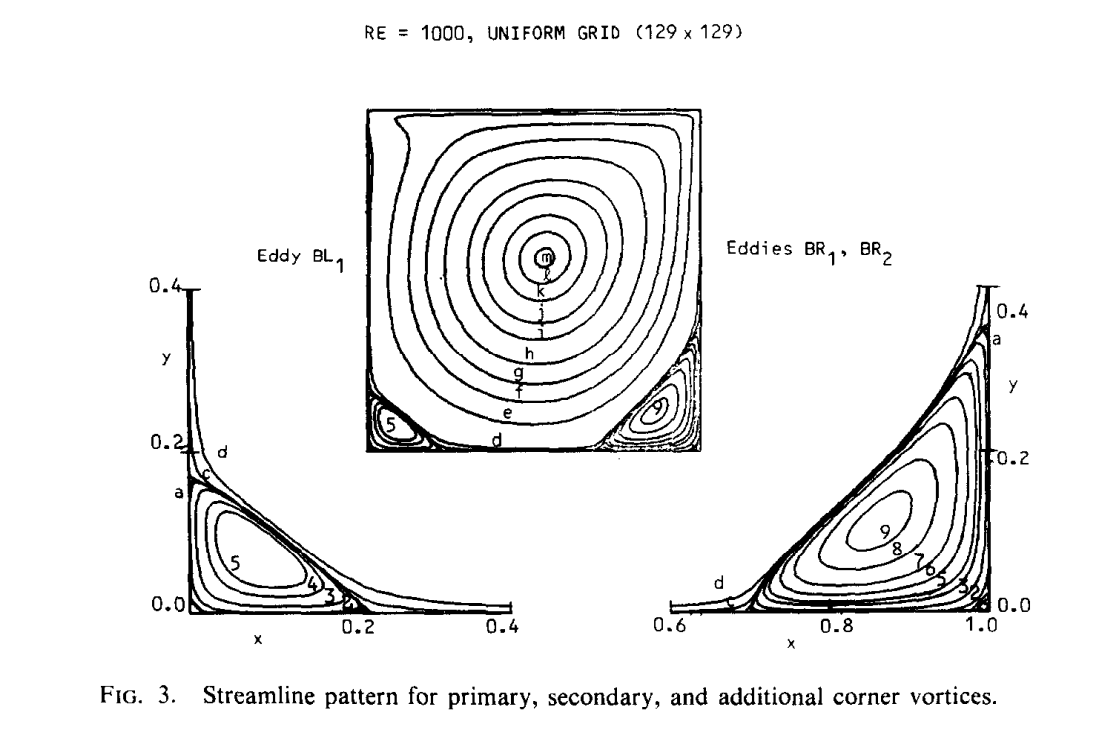 RE = 1000, UNIFORM GRID (129 x 129)
Eddy BL1
Eddies BR1, BR2
m
ℓ
k
j
i
h
g
f
e
d
5
9
0.4
y
0.2
d
c
a
5
4
3
2
0.0
0.2
0.4
x
0.4
a
y
0.2
9
8
7
6
5
3
2
d
c
0.0
0.6
0.8
1.0
x
FIG. 3. Streamline pattern for primary, secondary, and additional corner vortices.